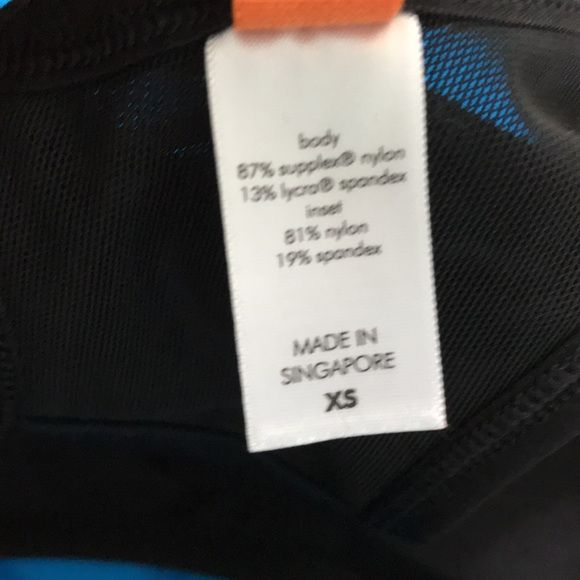 body
87% supplex® nylon
13% lycra® spandex
inset
81% nylon
19% spandex
MADE IN
SINGAPORE
XS